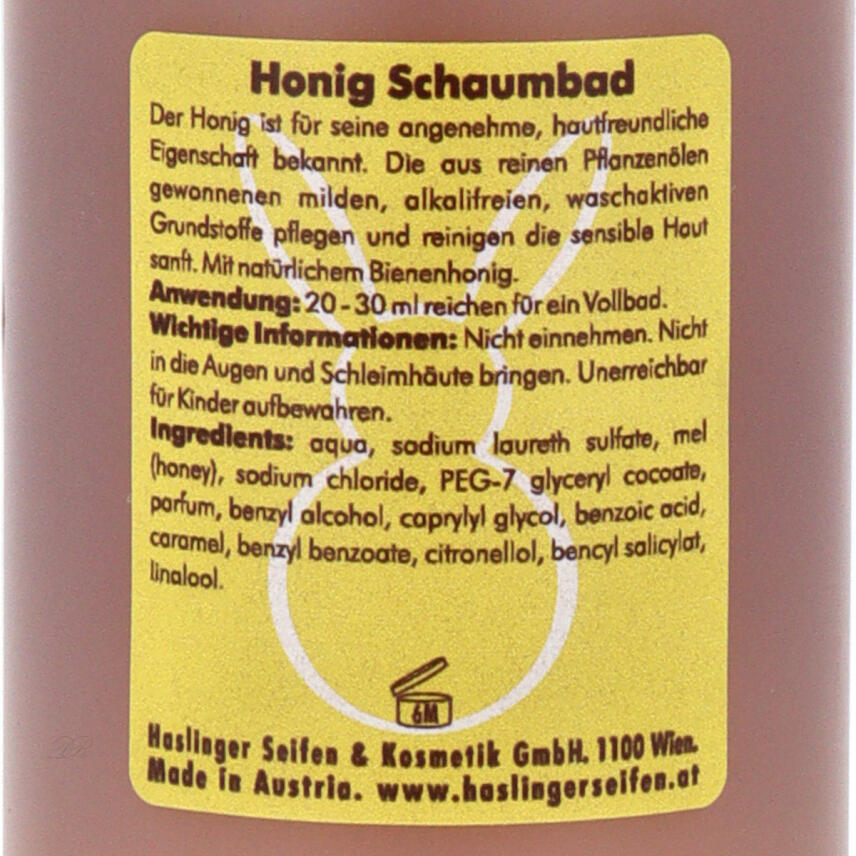 Honig Schaumbad
Der Honig ist für seine angenehme, hautfreundliche
Eigenschaft bekannt. Die aus reinen Pflanzenölen
gewonnenen milden, alkalifreien, waschaktiven
Grundstoffe pflegen und reinigen die sensible Haut
sanft. Mit natürlichem Bienenhonig.
Anwendung: 20 - 30 ml reichen für ein Vollbad.
Wichtige Informationen: Nicht einnehmen. Nicht
in die Augen und Schleimhäute bringen. Unerreichbar
für Kinder aufbewahren.
Ingredients: aqua, sodium laureth sulfate, mel
(honey), sodium chloride, PEG-7 glyceryl cocoate,
parfum, benzyl alcohol, caprylyl glycol, benzoic acid,
caramel, benzyl benzoate, citronellol, bencyl salicylat,
linalool.
6M
Haslinger Seifen & Kosmetik GmbH. 1100 Wien.
Made in Austria. www.haslingerseifen.at